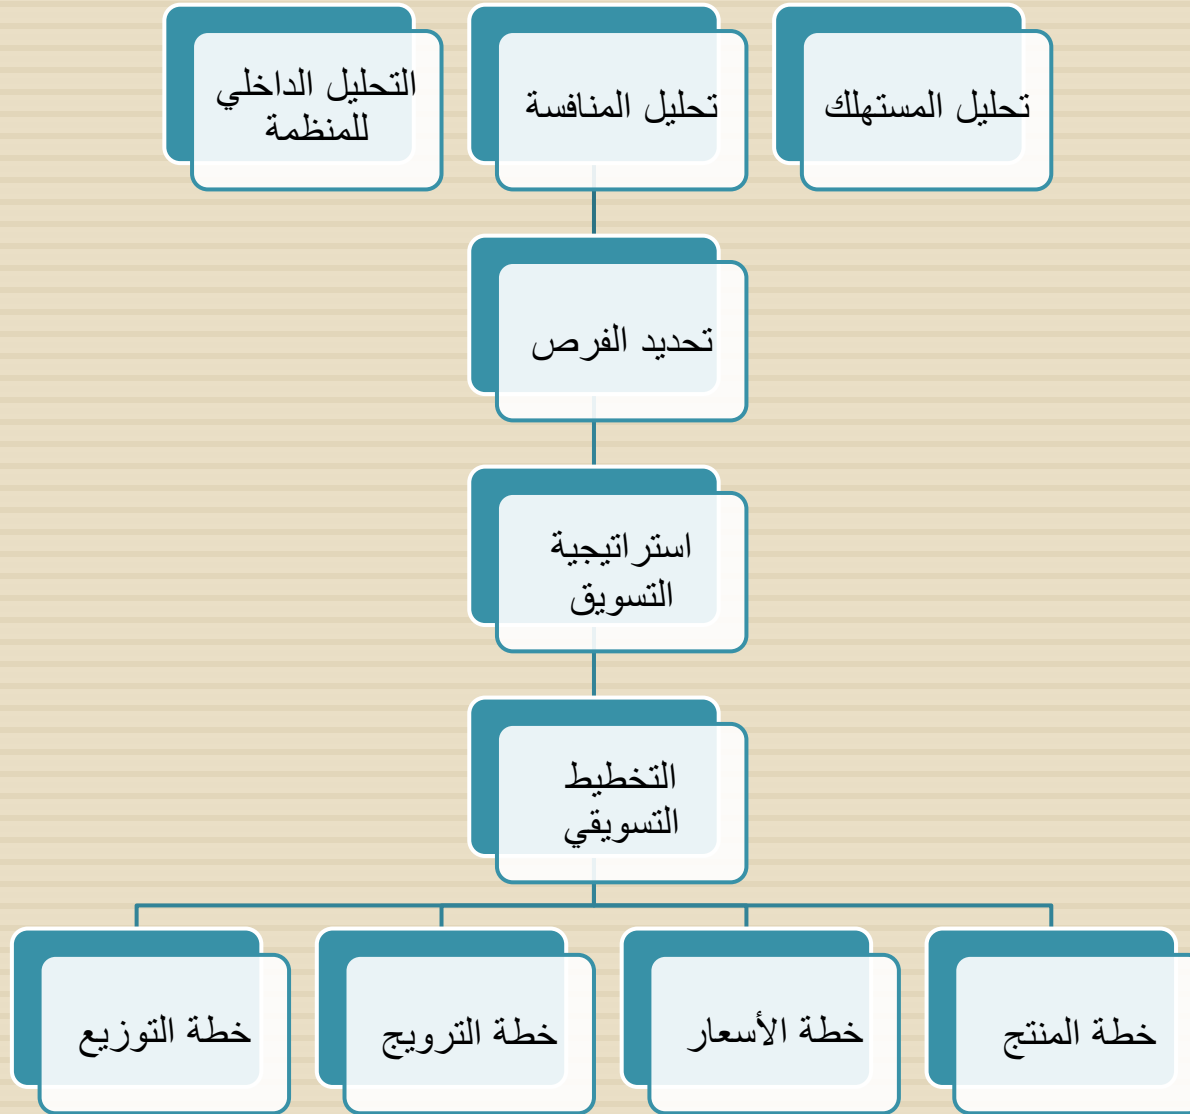 تحليل المستهلك
تحليل المنافسة
التحليل الداخلي
للمنظمة
تحديد الفرص
استراتيجية
التسويق
التخطيط
التسويقي
خطة المنتج
خطة الأسعار
خطة الترويج
خطة التوزيع